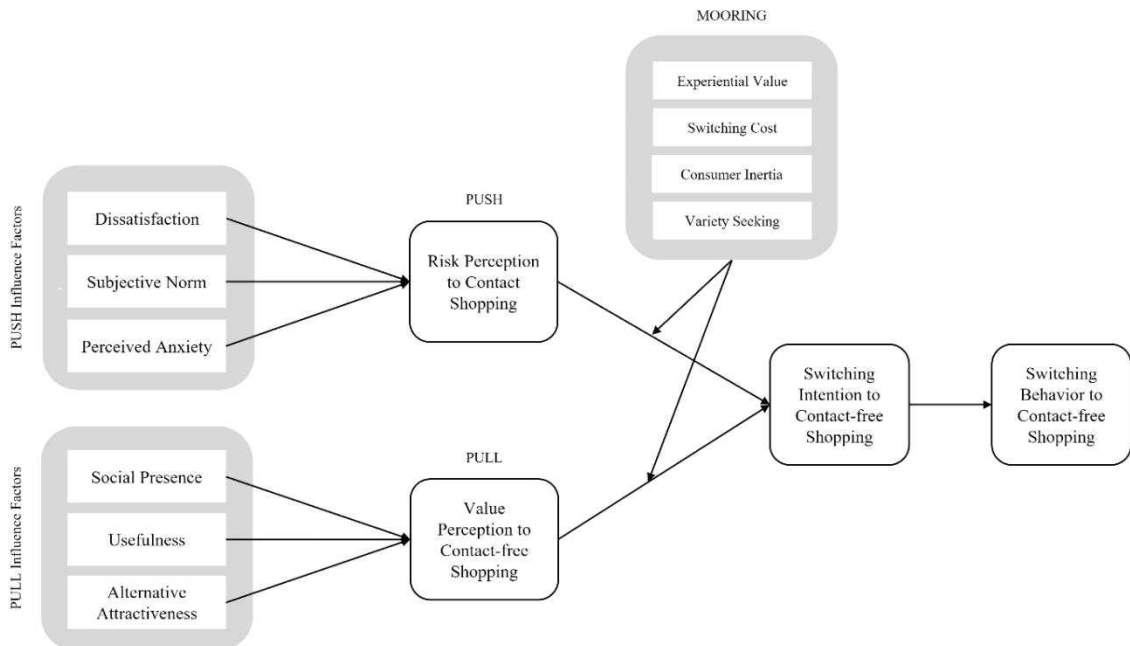 MOORING
Experiential Value
Switching Cost
Consumer Inertia
Variety Seeking
PUSH Influence Factors
Dissatisfaction
Subjective Norm
Perceived Anxiety
PUSH
Risk Perception
to Contact
Shopping
PULL Influence Factors
Social Presence
Usefulness
Alternative
Attractiveness
PULL
Value
Perception to
Contact-free
Shopping
Switching
Intention to
Contact-free
Shopping
Switching
Behavior to
Contact-free
Shopping